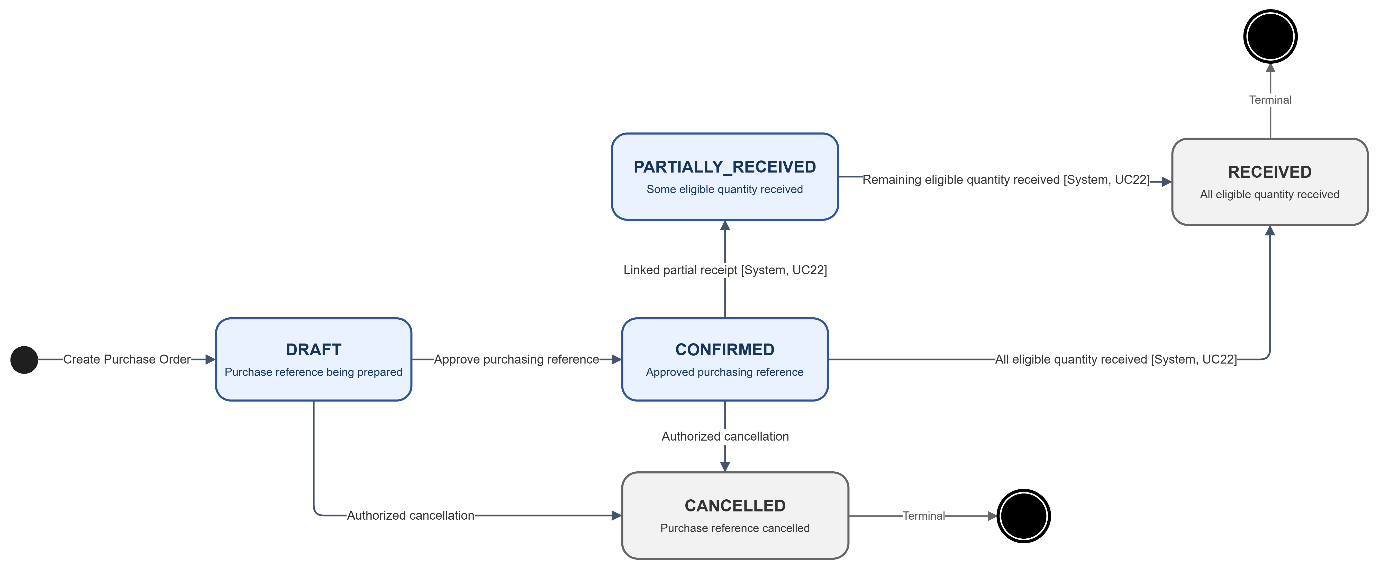 Terminal
PARTIALLY_RECEIVED
Some eligible quantity received
Remaining eligible quantity received [System, UC22]
RECEIVED
All eligible quantity received
Linked partial receipt [System, UC22]
Create Purchase Order
DRAFT
Purchase reference being prepared
Approve purchasing reference
CONFIRMED
Approved purchasing reference
All eligible quantity received [System, UC22]
Authorized cancellation
Authorized cancellation
CANCELLED
Purchase reference cancelled
Terminal